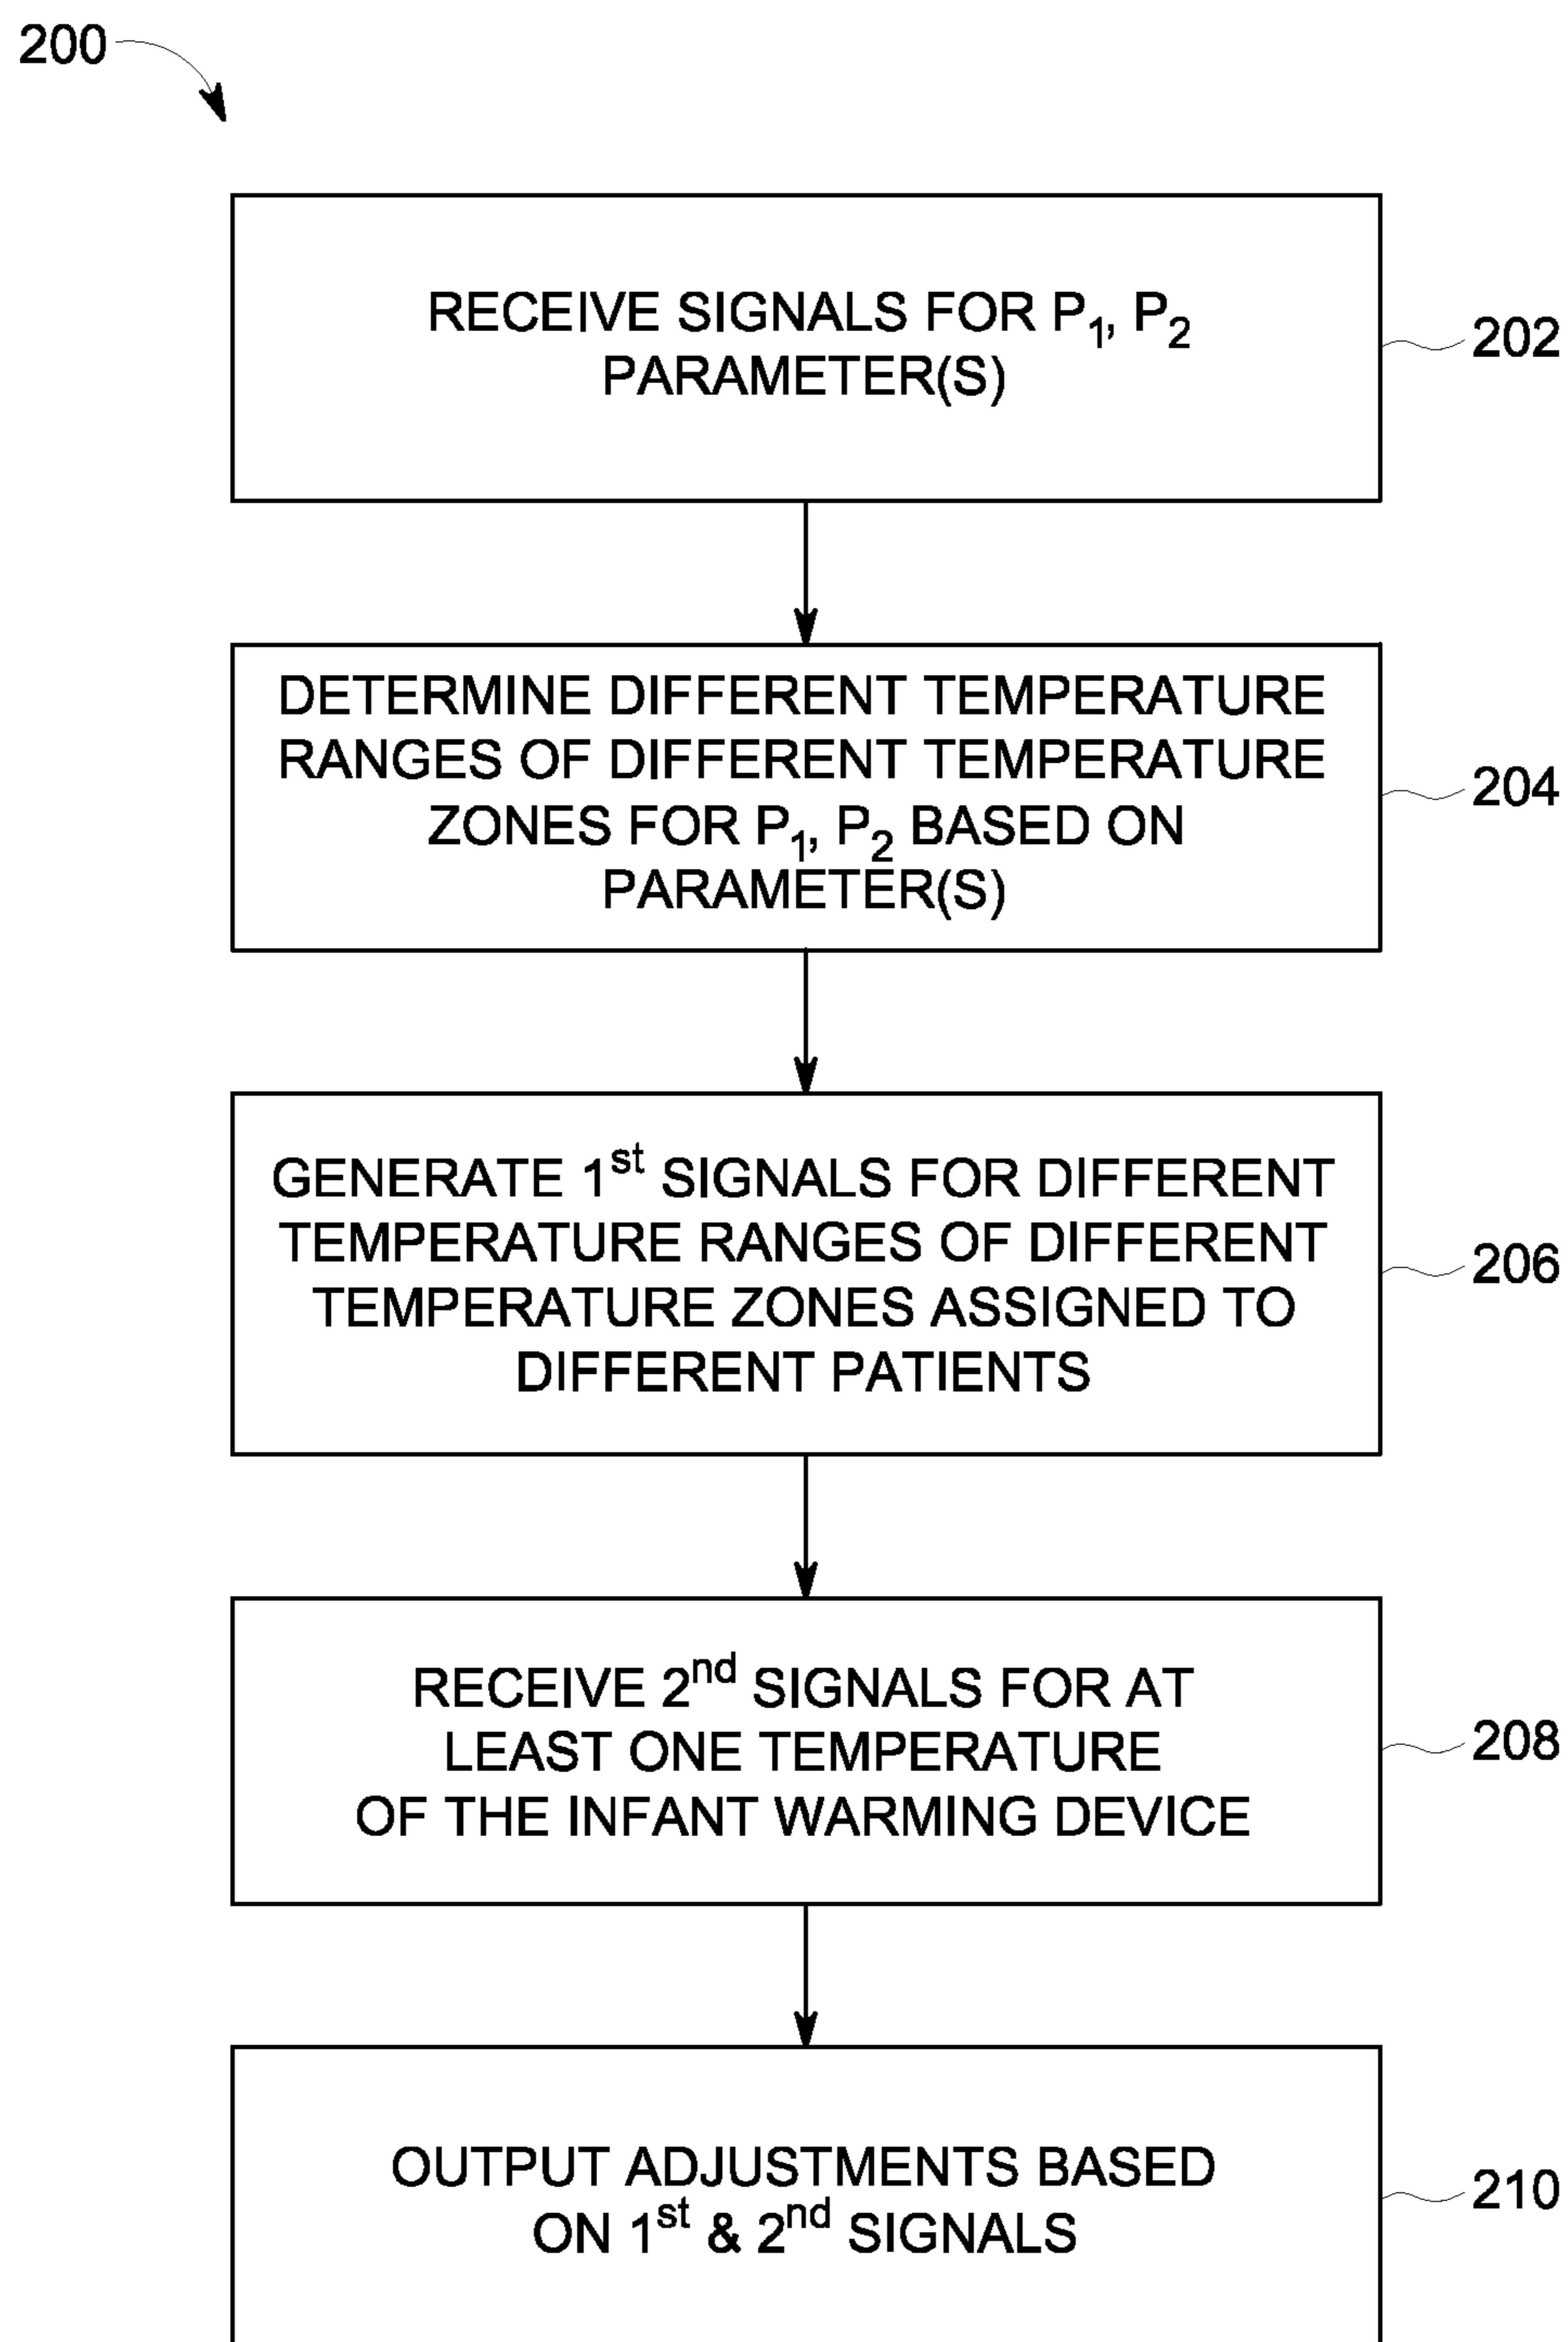 200
RECEIVE SIGNALS FOR P1, P2
PARAMETER(S)
202
DETERMINE DIFFERENT TEMPERATURE
RANGES OF DIFFERENT TEMPERATURE
ZONES FOR P1, P2 BASED ON
PARAMETER(S)
204
GENERATE 1st SIGNALS FOR DIFFERENT
TEMPERATURE RANGES OF DIFFERENT
TEMPERATURE ZONES ASSIGNED TO
DIFFERENT PATIENTS
206
RECEIVE 2nd SIGNALS FOR AT
LEAST ONE TEMPERATURE
OF THE INFANT WARMING DEVICE
208
OUTPUT ADJUSTMENTS BASED
ON 1st & 2nd SIGNALS
210